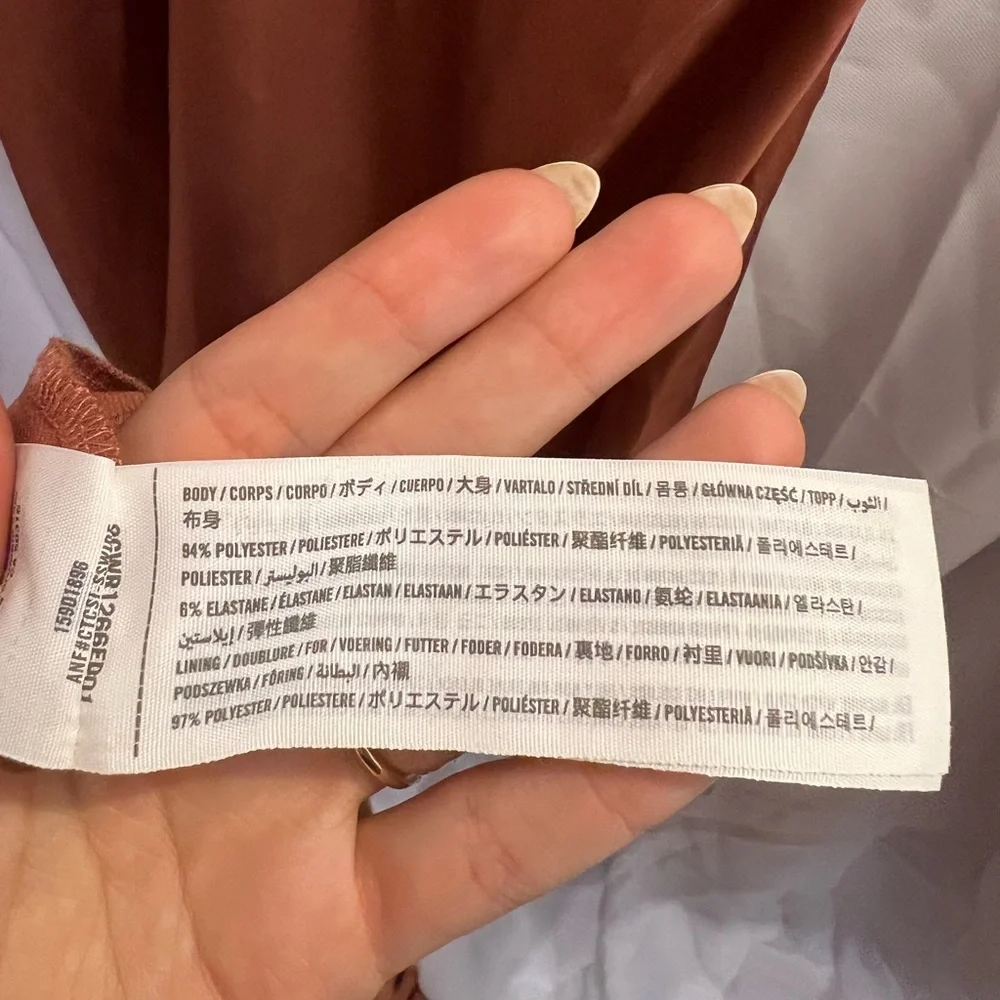 BODY / CORPS / CORPO / ボディ / CUERPO / 大身 / VARTALO / STŘEDNÍ DÍL / 몸통 / GŁÓWNA CZĘŚĆ / TOPP / الثوب /
布身
94% POLYESTER / POLIESTERE / ポリエステル / POLIÉSTER / 聚酯纤维 / POLYESTERIÄ / 폴리에스테르 /
POLIESTER / البوليستر / 聚脂纖維
6% ELASTANE / ÉLASTANE / ELASTAN / ELASTAAN / エラスタン / ELASTANO / 氨纶 / ELASTAANIA / 엘라스탄 /
إيلاستين / 彈性纖維
LINING / DOUBLURE / FOR / VOERING / FUTTER / FODER / FODERA / 裏地 / FORRO / 衬里 / VUORI / PODŠÍVKA / 안감 /
PODSZEWKA / FÔRING / البطانة / 內襯
97% POLYESTER / POLIESTERE / ポリエステル / POLIÉSTER / 聚酯纤维 / POLYESTERIÄ / 폴리에스테르 /
15901896